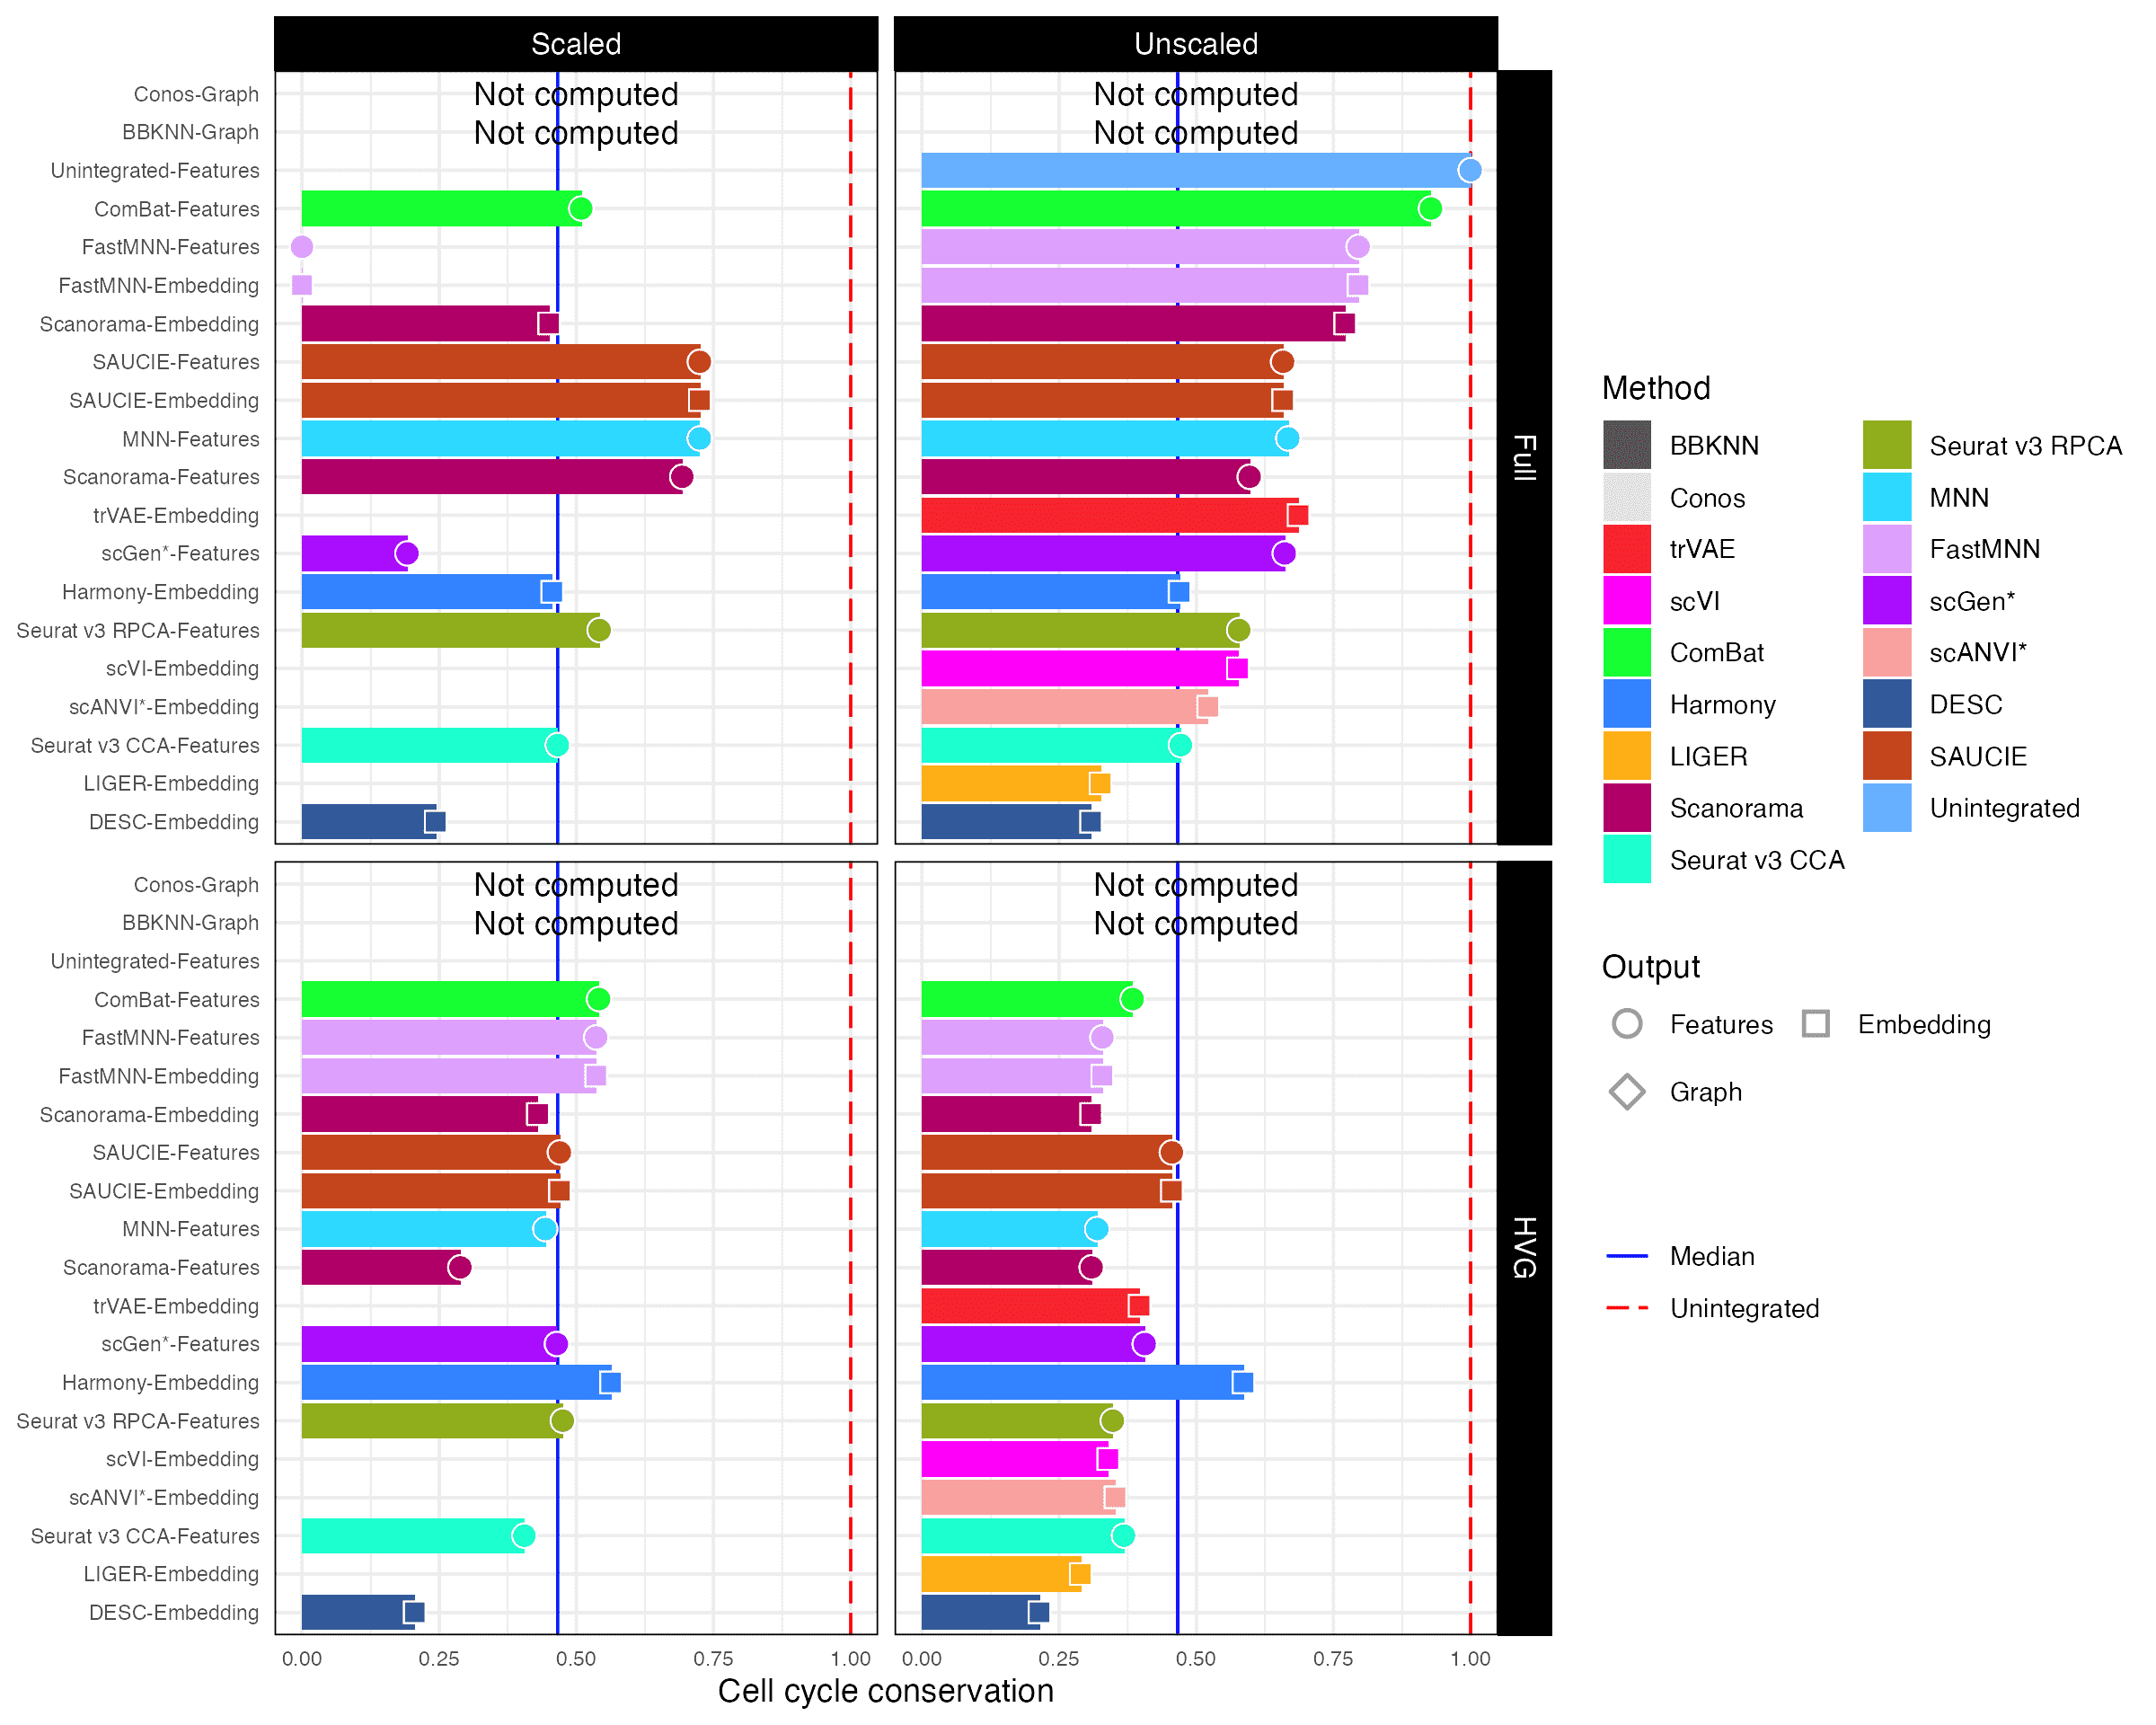 Scaled
Unscaled
Conos-Graph
BBKNN-Graph
Unintegrated-Features
ComBat-Features
FastMNN-Features
FastMNN-Embedding
Scanorama-Embedding
SAUCIE-Features
SAUCIE-Embedding
MNN-Features
Scanorama-Features
trVAE-Embedding
scGen*-Features
Harmony-Embedding
Seurat v3 RPCA-Features
scVI-Embedding
scANVI*-Embedding
Seurat v3 CCA-Features
LIGER-Embedding
DESC-Embedding
Not computed
Not computed
Not computed
Not computed
Full
Conos-Graph
BBKNN-Graph
Unintegrated-Features
ComBat-Features
FastMNN-Features
FastMNN-Embedding
Scanorama-Embedding
SAUCIE-Features
SAUCIE-Embedding
MNN-Features
Scanorama-Features
trVAE-Embedding
scGen*-Features
Harmony-Embedding
Seurat v3 RPCA-Features
scVI-Embedding
scANVI*-Embedding
Seurat v3 CCA-Features
LIGER-Embedding
DESC-Embedding
Not computed
Not computed
Not computed
Not computed
HVG
0.00 0.25 0.50 0.75 1.00
0.00 0.25 0.50 0.75 1.00
Cell cycle conservation
Method
BBKNN
Conos
trVAE
scVI
ComBat
Harmony
LIGER
Scanorama
Seurat v3 CCA
Seurat v3 RPCA
MNN
FastMNN
scGen*
scANVI*
DESC
SAUCIE
Unintegrated
Output
Features
Embedding
Graph
Median
Unintegrated